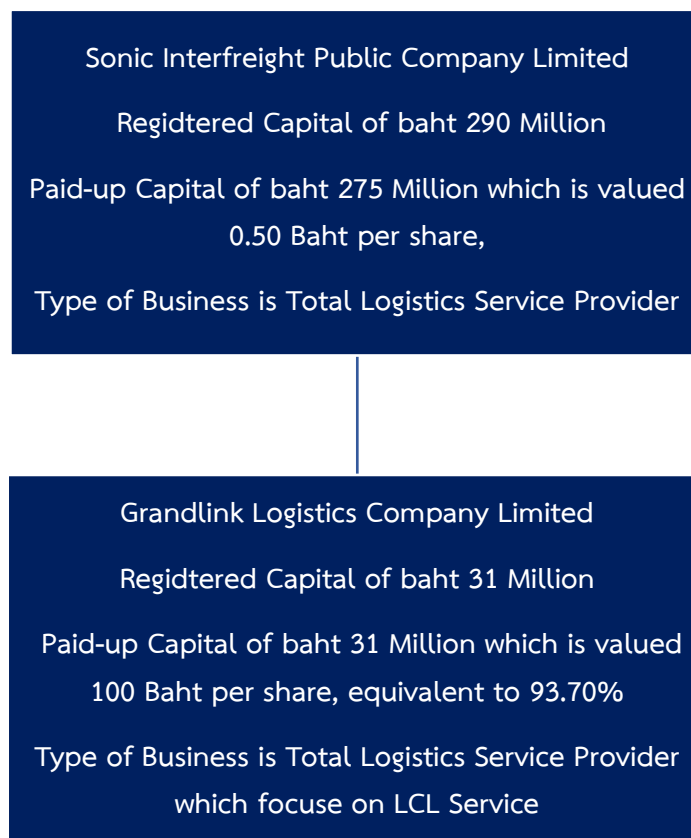 Sonic Interfreight Public Company Limited
Regidtered Capital of baht 290 Million
Paid-up Capital of baht 275 Million which is valued
0.50 Baht per share,
Type of Business is Total Logistics Service Provider
Grandlink Logistics Company Limited
Regidtered Capital of baht 31 Million
Paid-up Capital of baht 31 Million which is valued
100 Baht per share, equivalent to 93.70%
Type of Business is Total Logistics Service Provider
which focuse on LCL Service